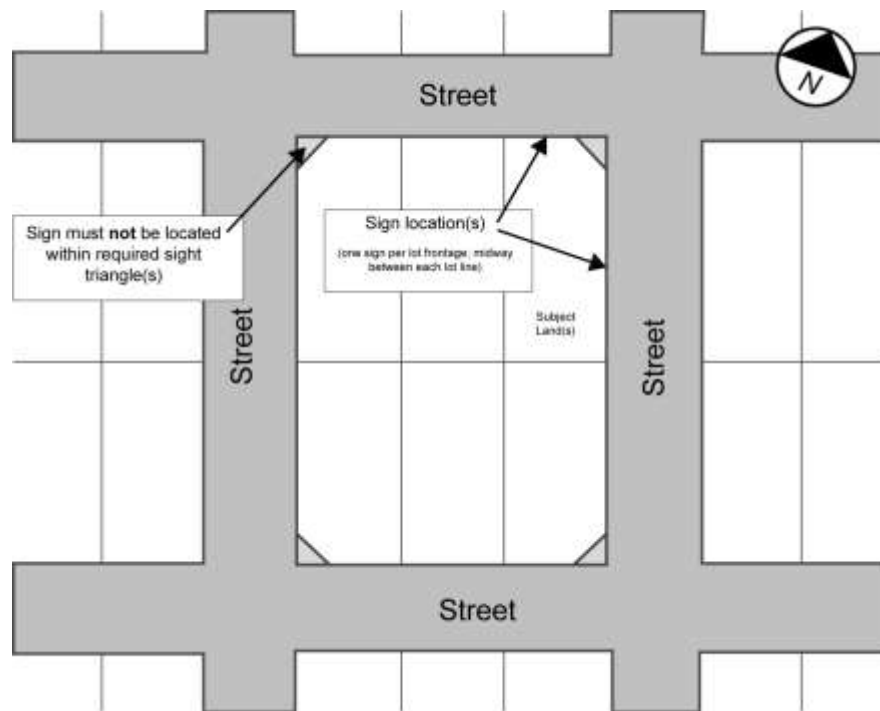 Street
N
Sign must not be located
within required sight
triangle(s)
Sign location(s)
(one sign per lot frontage, midway
between each lot line)
Subject
Land(s)
Street
Street
Street